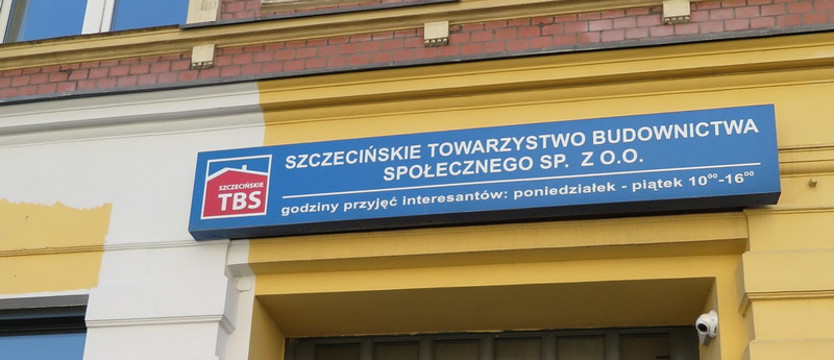 SZCZECIŃSKIE TOWARZYSTWO BUDOWNICTWA
SPOŁECZNEGO SP. Z O.O.
godziny przyjęć interesantów: poniedziałek - piątek 10⁰⁰-16⁰⁰
SZCZECIŃSKIE
TBS